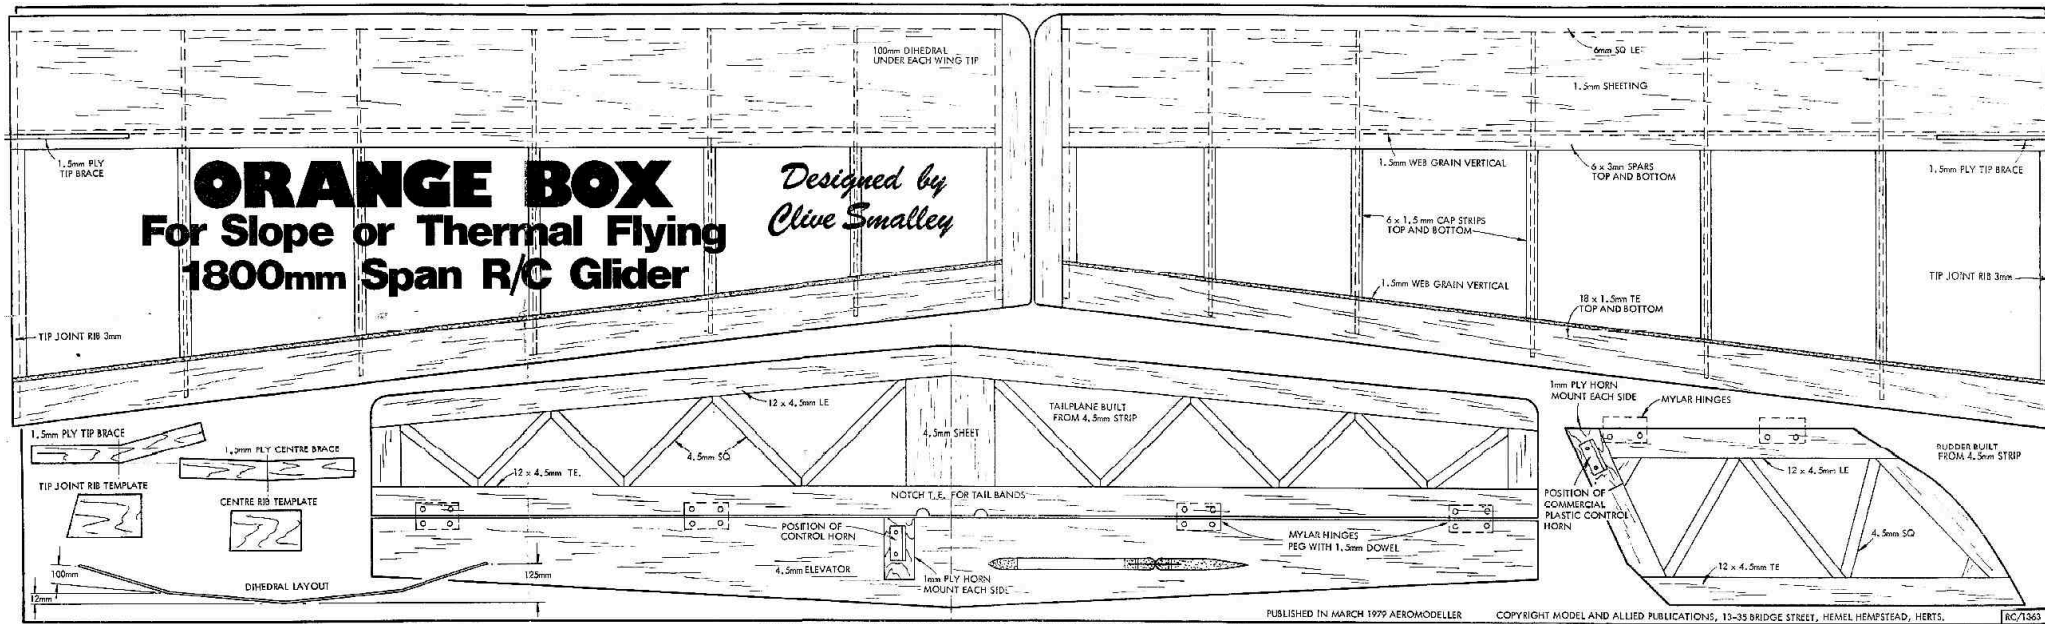 100mm DIHEDRAL
UNDER EACH WING TIP
6mm SQ LE
1.5mm SHEETING
1.5mm PLY
TIP BRACE
ORANGE BOX
For Slope or Thermal Flying
1800mm Span R/C Glider
Designed by
Clive Smalley
1.5mm WEB GRAIN VERTICAL
6 x 3mm SPARS
TOP AND BOTTOM
1.5mm PLY TIP BRACE
6 x 1.5mm CAP STRIPS
TOP AND BOTTOM
1.5mm WEB GRAIN VERTICAL
18 x 1.5mm TE
TOP AND BOTTOM
TIP JOINT RIB 3mm
TIP JOINT RIB 3mm
1.5mm PLY TIP BRACE
1.5mm PLY CENTRE BRACE
TIP JOINT RIB TEMPLATE
CENTRE RIB TEMPLATE
100mm
12mm
DIHEDRAL LAYOUT
125mm
12 x 4.5mm LE
TAILPLANE BUILT
FROM 4.5mm STRIP
4.5mm SHEET
4.5mm SQ
12 x 4.5mm TE.
NOTCH T.E. FOR TAIL BANDS
POSITION OF
CONTROL HORN
4.5mm ELEVATOR
1mm PLY HORN
MOUNT EACH SIDE
MYLAR HINGES
PEG WITH 1.5mm DOWEL
1mm PLY HORN
MOUNT EACH SIDE
MYLAR HINGES
RUDDER BUILT
FROM 4.5mm STRIP
12 x 4.5mm LE
POSITION OF
COMMERCIAL
PLASTIC CONTROL
HORN
4.5mm SQ
12 x 4.5mm TE
PUBLISHED IN MARCH 1979 AEROMODELLER
COPYRIGHT MODEL AND ALLIED PUBLICATIONS, 13-35 BRIDGE STREET, HEMEL HEMPSTEAD, HERTS.
RC/1363